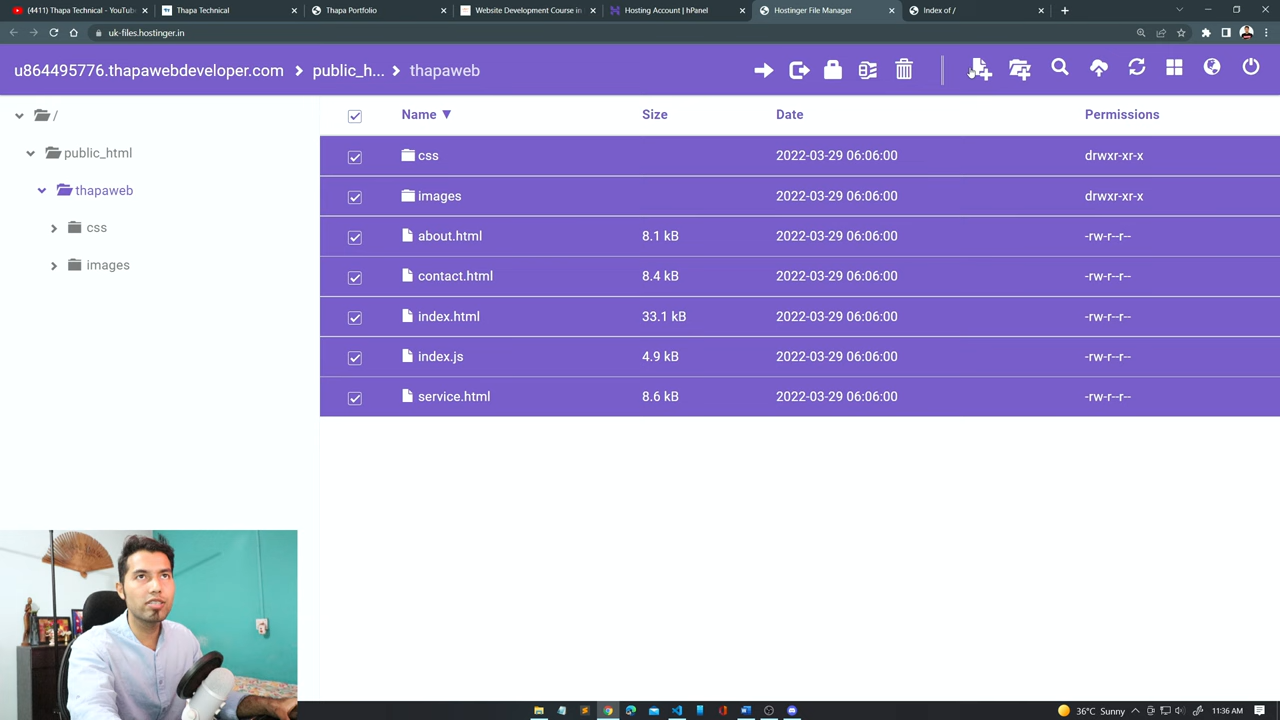 (4411) Thapa Technical - YouTub
Thapa Technical
Thapa Portfolio
Website Development Course in
Hosting Account | hPanel
Hostinger File Manager
Index of /
uk-files.hostinger.in
u864495776.thapawebdeveloper.com > public_h... > thapaweb
/
public_html
thapaweb
css
images
Name ▼ Size Date Permissions
css 2022-03-29 06:06:00 drwxr-xr-x
images 2022-03-29 06:06:00 drwxr-xr-x
about.html 8.1 kB 2022-03-29 06:06:00 -rw-r--r--
contact.html 8.4 kB 2022-03-29 06:06:00 -rw-r--r--
index.html 33.1 kB 2022-03-29 06:06:00 -rw-r--r--
index.js 4.9 kB 2022-03-29 06:06:00 -rw-r--r--
service.html 8.6 kB 2022-03-29 06:06:00 -rw-r--r--
36°C Sunny
11:36 AM